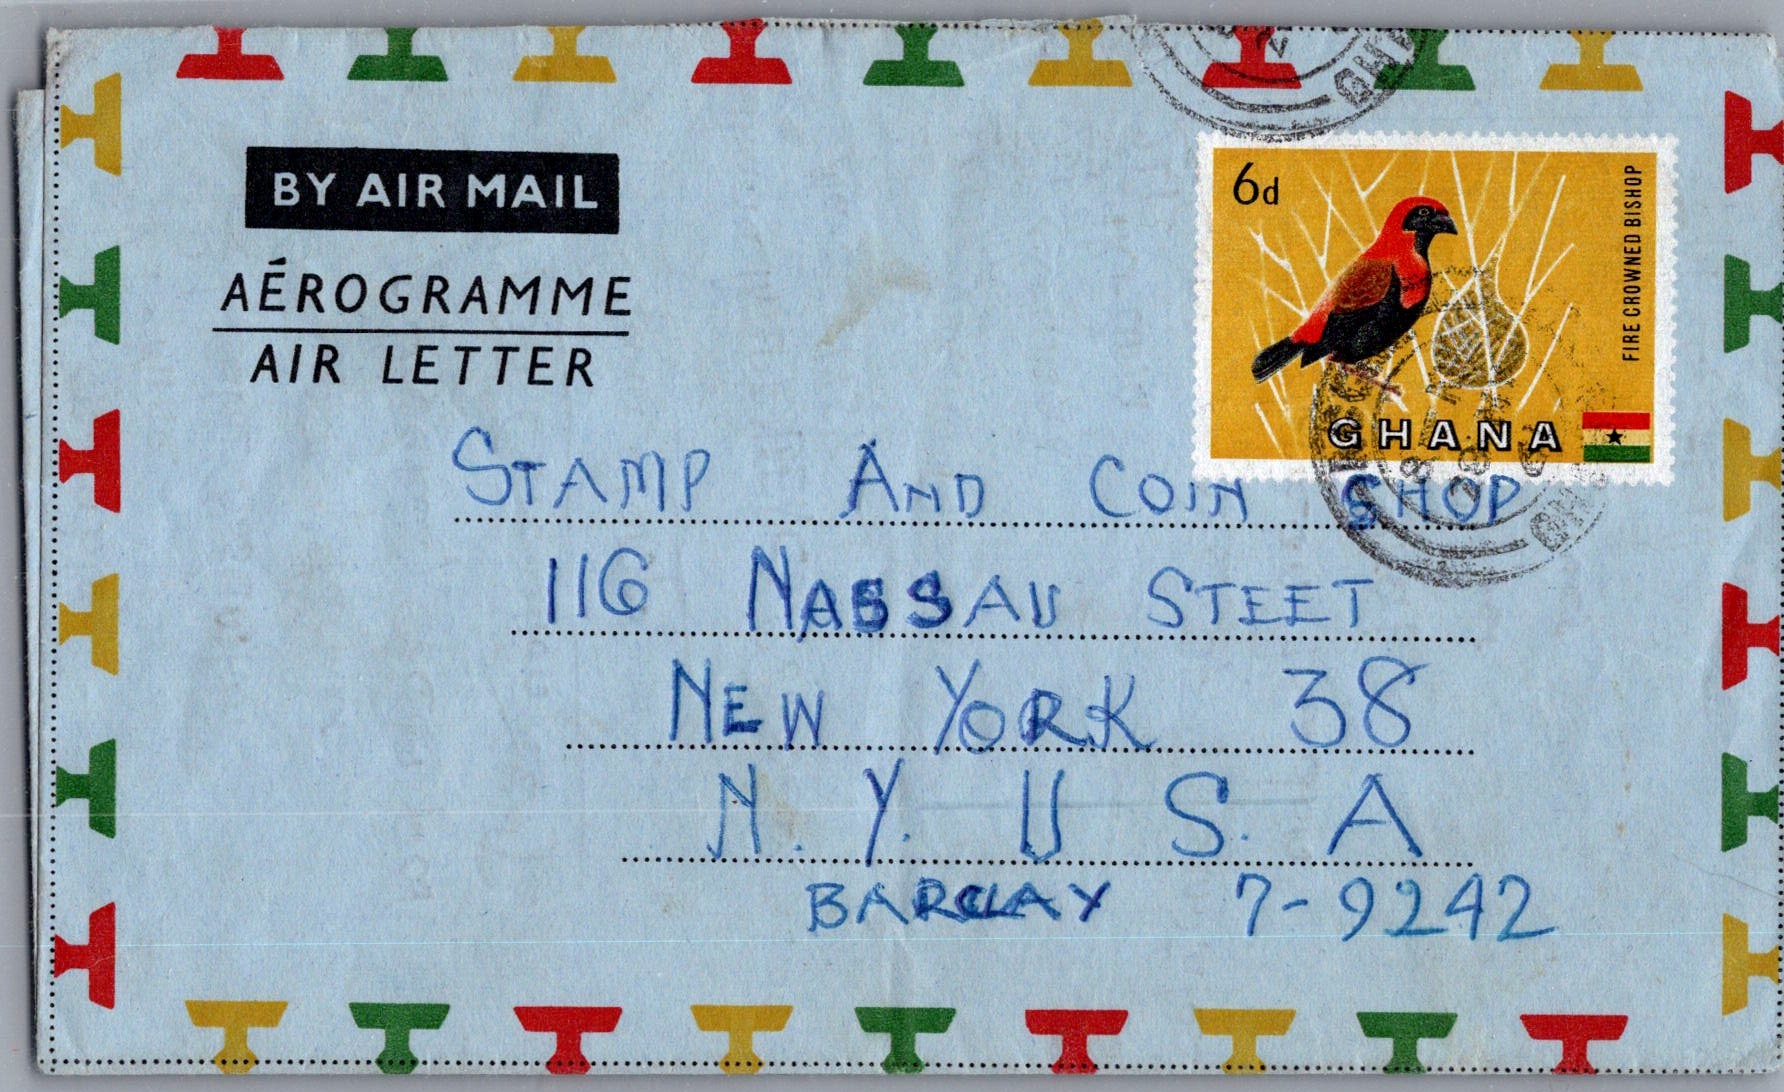 BY AIR MAIL
AÉROGRAMME
AIR LETTER
6d
FIRE CROWNED BISHOP
GHANA
GHANA
STAMP AND COIN SHOP
116 NASSAU STEET
NEW YORK 38
N. Y. U S. A
BARCLAY 7-9242